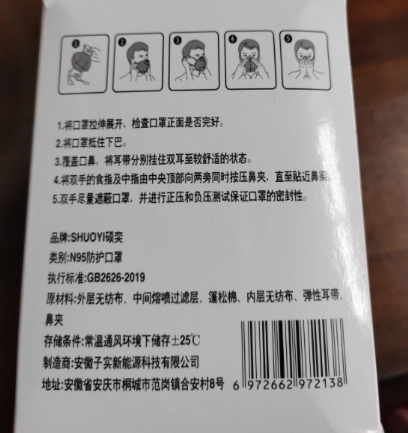 1
2
3
4
5
1.将口罩拉伸展开，检查口罩正面是否完好。
2.将口罩抵住下巴。
3.覆盖口鼻，将耳带分别挂住双耳至较舒适的状态。
4.将双手的食指及中指由中央顶部向两旁同时按压鼻夹，直至贴近鼻梁。
5.双手尽量遮蔽口罩，并进行正压和负压测试保证口罩的密封性。
品牌:SHUOYI硕奕
类别:N95防护口罩
执行标准:GB2626-2019
原材料:外层无纺布、中间熔喷过滤层、蓬松棉、内层无纺布、弹性耳带、
鼻夹
存储条件:常温通风环境下储存±25℃
制造商:安徽子实新能源科技有限公司
地址:安徽省安庆市桐城市范岗镇合安村8号
6 972662 972138